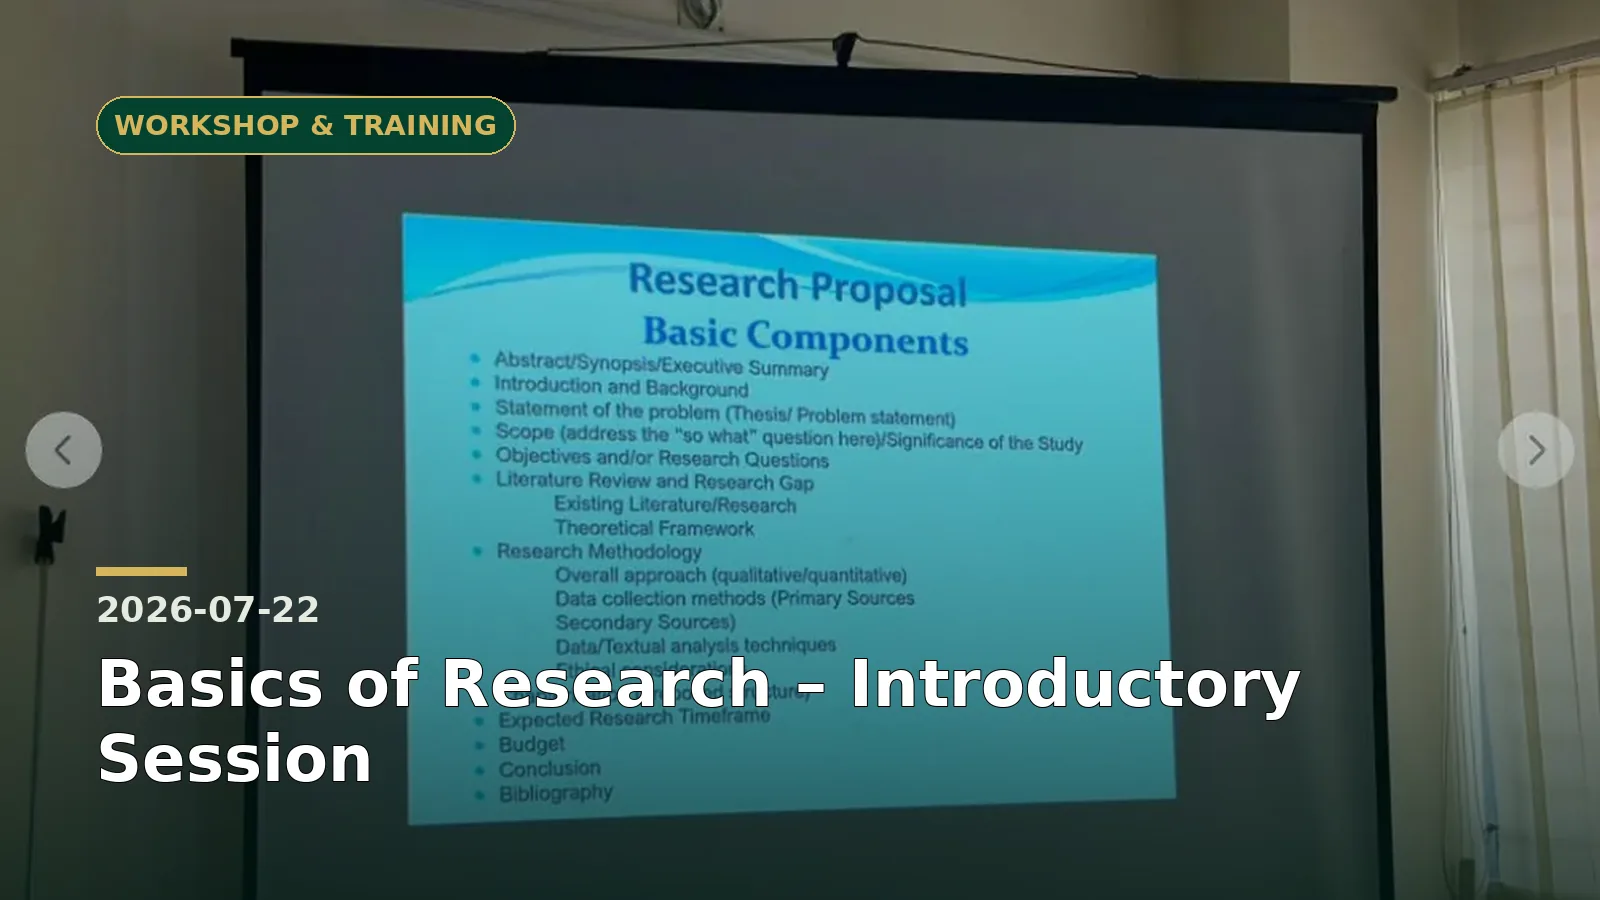 WORKSHOP & TRAINING
Research Proposal
Basic Components
Abstract/Synopsis/Executive Summary
Introduction and Background
Statement of the problem (Thesis/ Problem statement)
Scope (address the "so what" question here)/Significance of the Study
Objectives and/or Research Questions
Literature Review and Research Gap
Existing Literature/Research
Theoretical Framework
Research Methodology
Overall approach (qualitative/quantitative)
Data collection methods (Primary Sources
Secondary Sources)
Data/Textual analysis techniques
Expected Research Timeframe
Budget
Conclusion
Bibliography
2026-07-22
Basics of Research – Introductory
Session